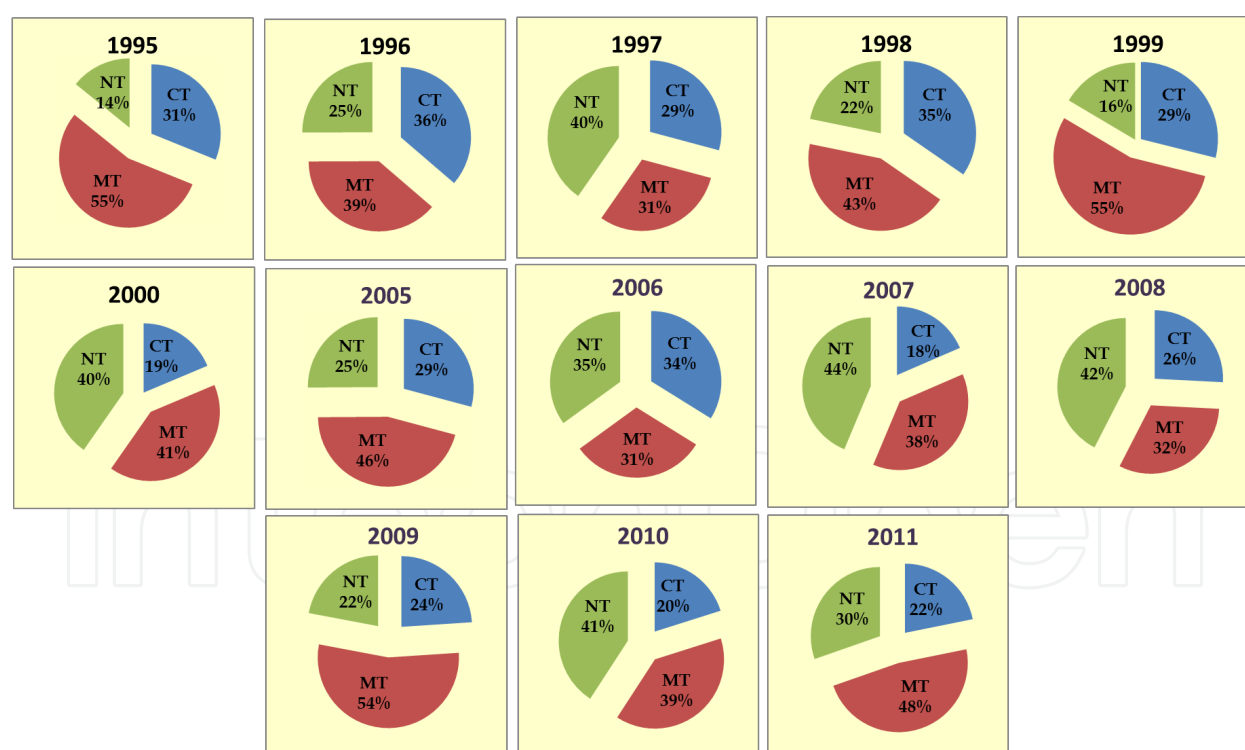 1995
NT
14%
CT
31%
MT
55%
1996
NT
25%
CT
36%
MT
39%
1997
NT
40%
CT
29%
MT
31%
1998
NT
22%
CT
35%
MT
43%
1999
NT
16%
CT
29%
MT
55%
2000
NT
40%
CT
19%
MT
41%
2005
NT
25%
CT
29%
MT
46%
2006
NT
35%
CT
34%
MT
31%
2007
NT
44%
CT
18%
MT
38%
2008
NT
42%
CT
26%
MT
32%
2009
NT
22%
CT
24%
MT
54%
2010
NT
41%
CT
20%
MT
39%
2011
NT
30%
CT
22%
MT
48%